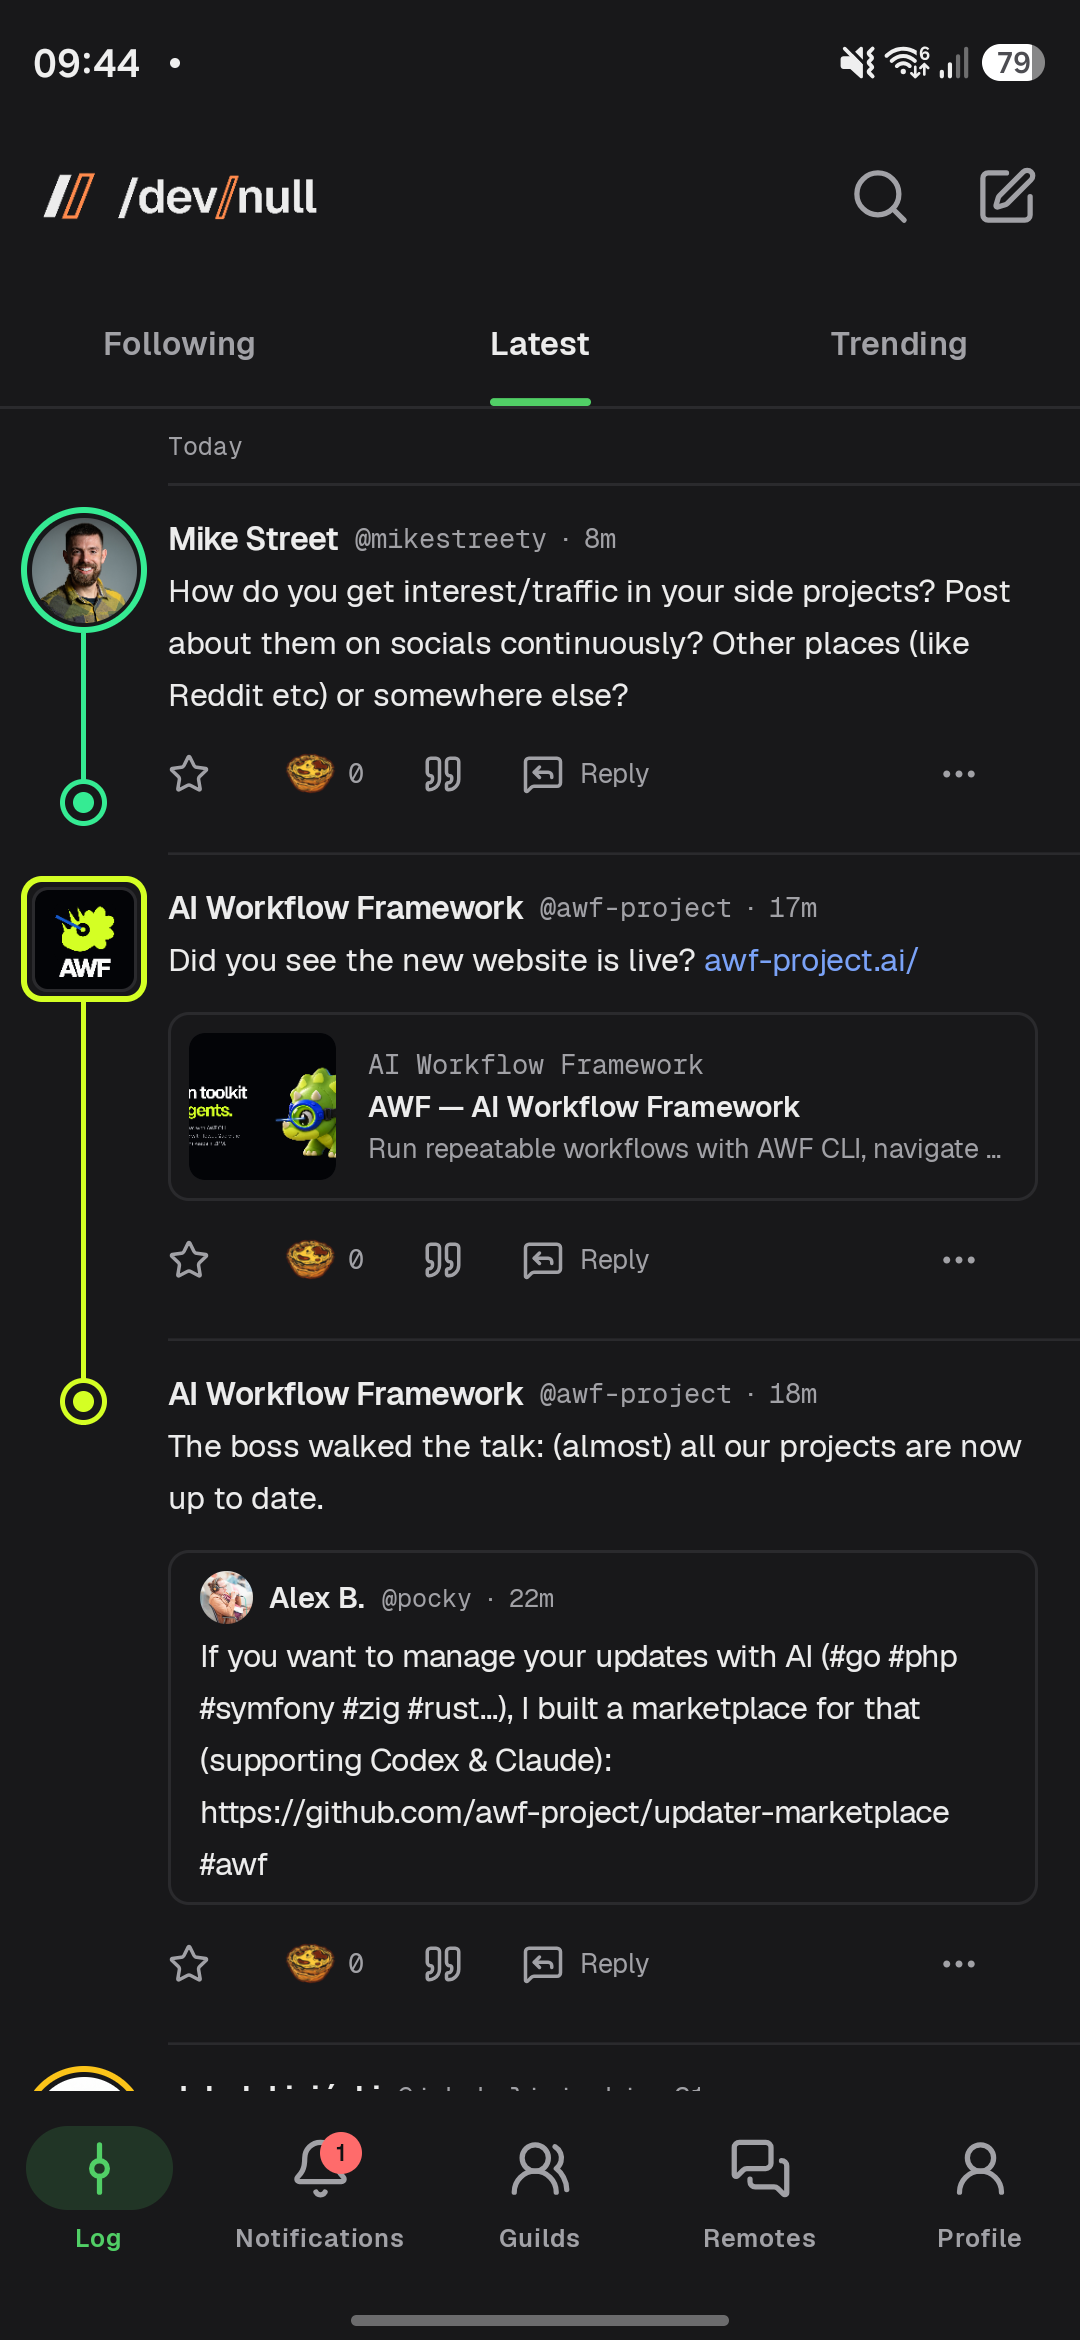 09:44
6
79
/dev/null
Following Latest Trending
Today
Mike Street @mikestreety · 8m
How do you get interest/traffic in your side projects? Post
about them on socials continuously? Other places (like
Reddit etc) or somewhere else?
0 Reply
AWF
AI Workflow Framework @awf-project · 17m
Did you see the new website is live? awf-project.ai/
n toolkit
gents.
AI Workflow Framework
AWF — AI Workflow Framework
Run repeatable workflows with AWF CLI, navigate ...
0 Reply
AI Workflow Framework @awf-project · 18m
The boss walked the talk: (almost) all our projects are now
up to date.
Alex B. @pocky · 22m
If you want to manage your updates with AI (#go #php
#symfony #zig #rust...), I built a marketplace for that
(supporting Codex & Claude):
https://github.com/awf-project/updater-marketplace
#awf
0 Reply
1
Log Notifications Guilds Remotes Profile